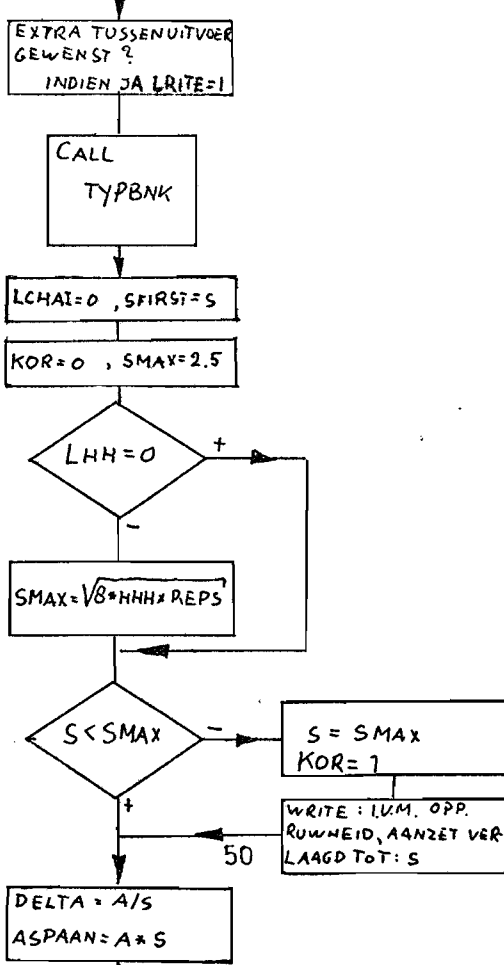 EXTRA TUSSENUITVOER
GEWENST ?
INDIEN JA LRITE=1
CALL
TYPBNK
LCHAI=0 , SFIRST=S
KOR=0 , SMAX=2.5
LHH=0
+
-
SMAX=√8*HHH*REPS
S<SMAX
-
S = SMAX
KOR=1
+
WRITE : I.V.M. OPP.
RUWHEID, AANZET VER-
LAAGD TOT: S
50
DELTA = A/S
ASPAAN=A*S